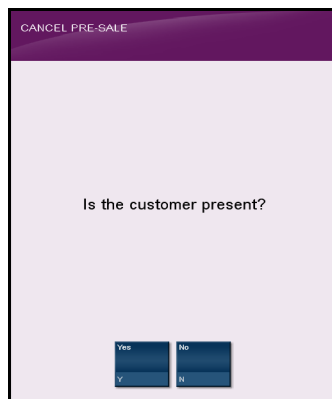 CANCEL PRE-SALE
Is the customer present?
Yes No
Y N